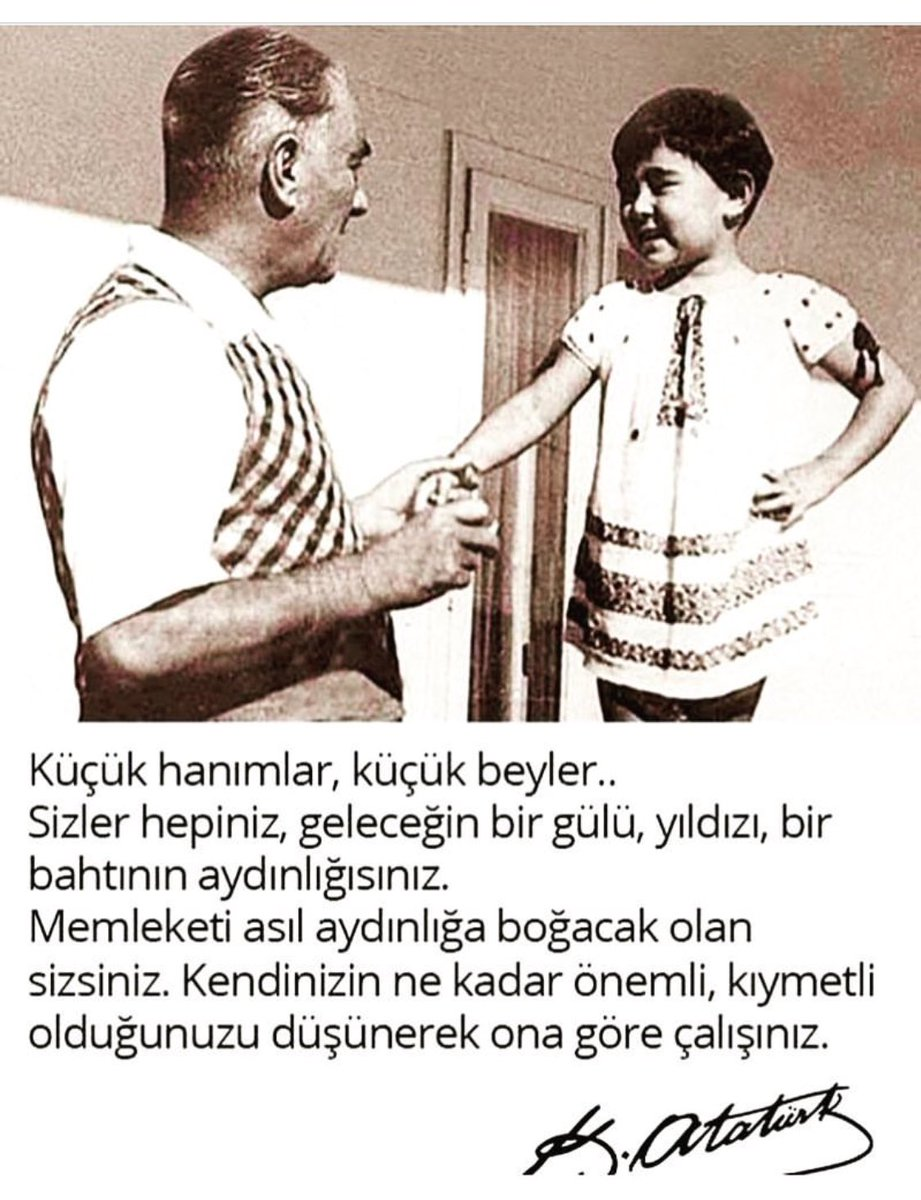 Küçük hanımlar, küçük beyler..
Sizler hepiniz, geleceğin bir gülü, yıldızı, bir
bahtının aydınlığısınız.
Memleketi asıl aydınlığa boğacak olan
sizsiniz. Kendinizin ne kadar önemli, kıymetli
olduğunuzu düşünerek ona göre çalışınız.
K. Atatürk